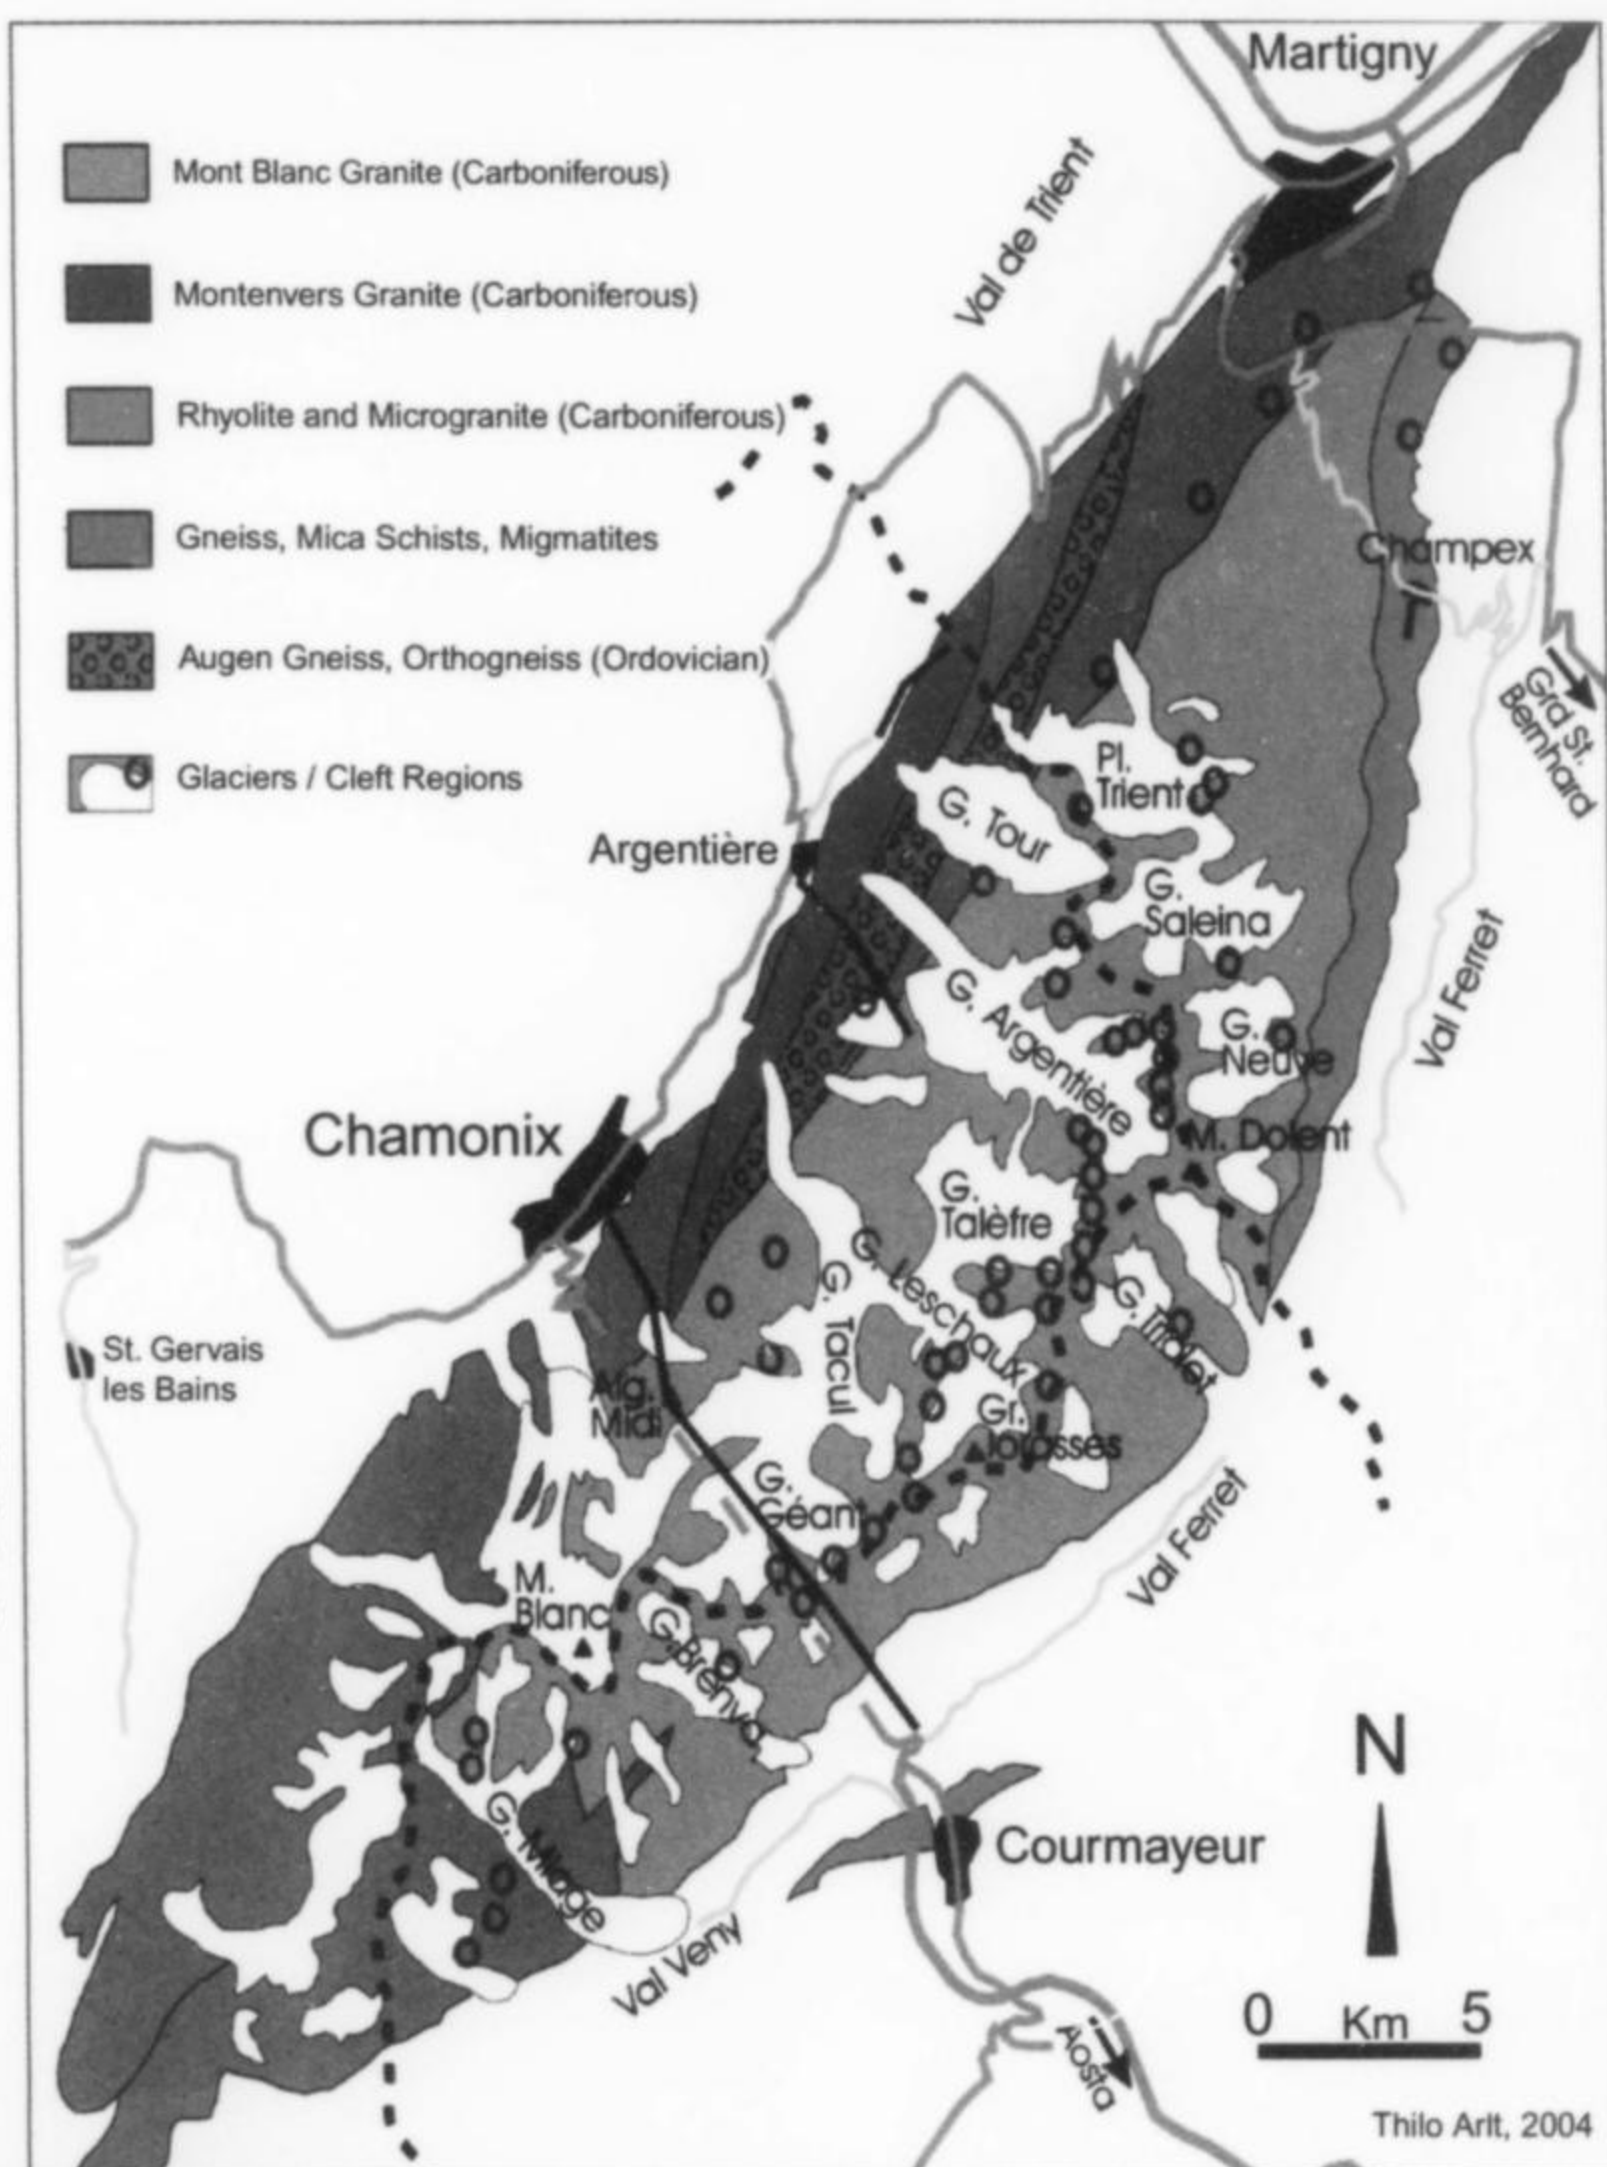 Martigny
Mont Blanc Granite (Carboniferous)
Val de Trient
Montenvers Granite (Carboniferous)
Rhyolite and Microgranite (Carboniferous)
Gneiss, Mica Schists, Migmatites
Champex
Augen Gneiss, Orthogneiss (Ordovician)
Grd St.
Bernhard
Glaciers / Cleft Regions
Pl.
Trient
G. Tour
Argentière
G.
Saleina
Val Ferret
G. Argentière
G.
Neuve
Chamonix
M. Dolent
G.
Talèfre
G. Leschaux
G. Tacul
G. Triolet
St. Gervais
les Bains
Aig.
Midi
Gr.
Jorasses
G.
Géant
Val Ferret
M.
Blanc
G. Brenva
N
G. Miage
Courmayeur
Val Veny
0 Km 5
Aosta
Thilo Arlt, 2004